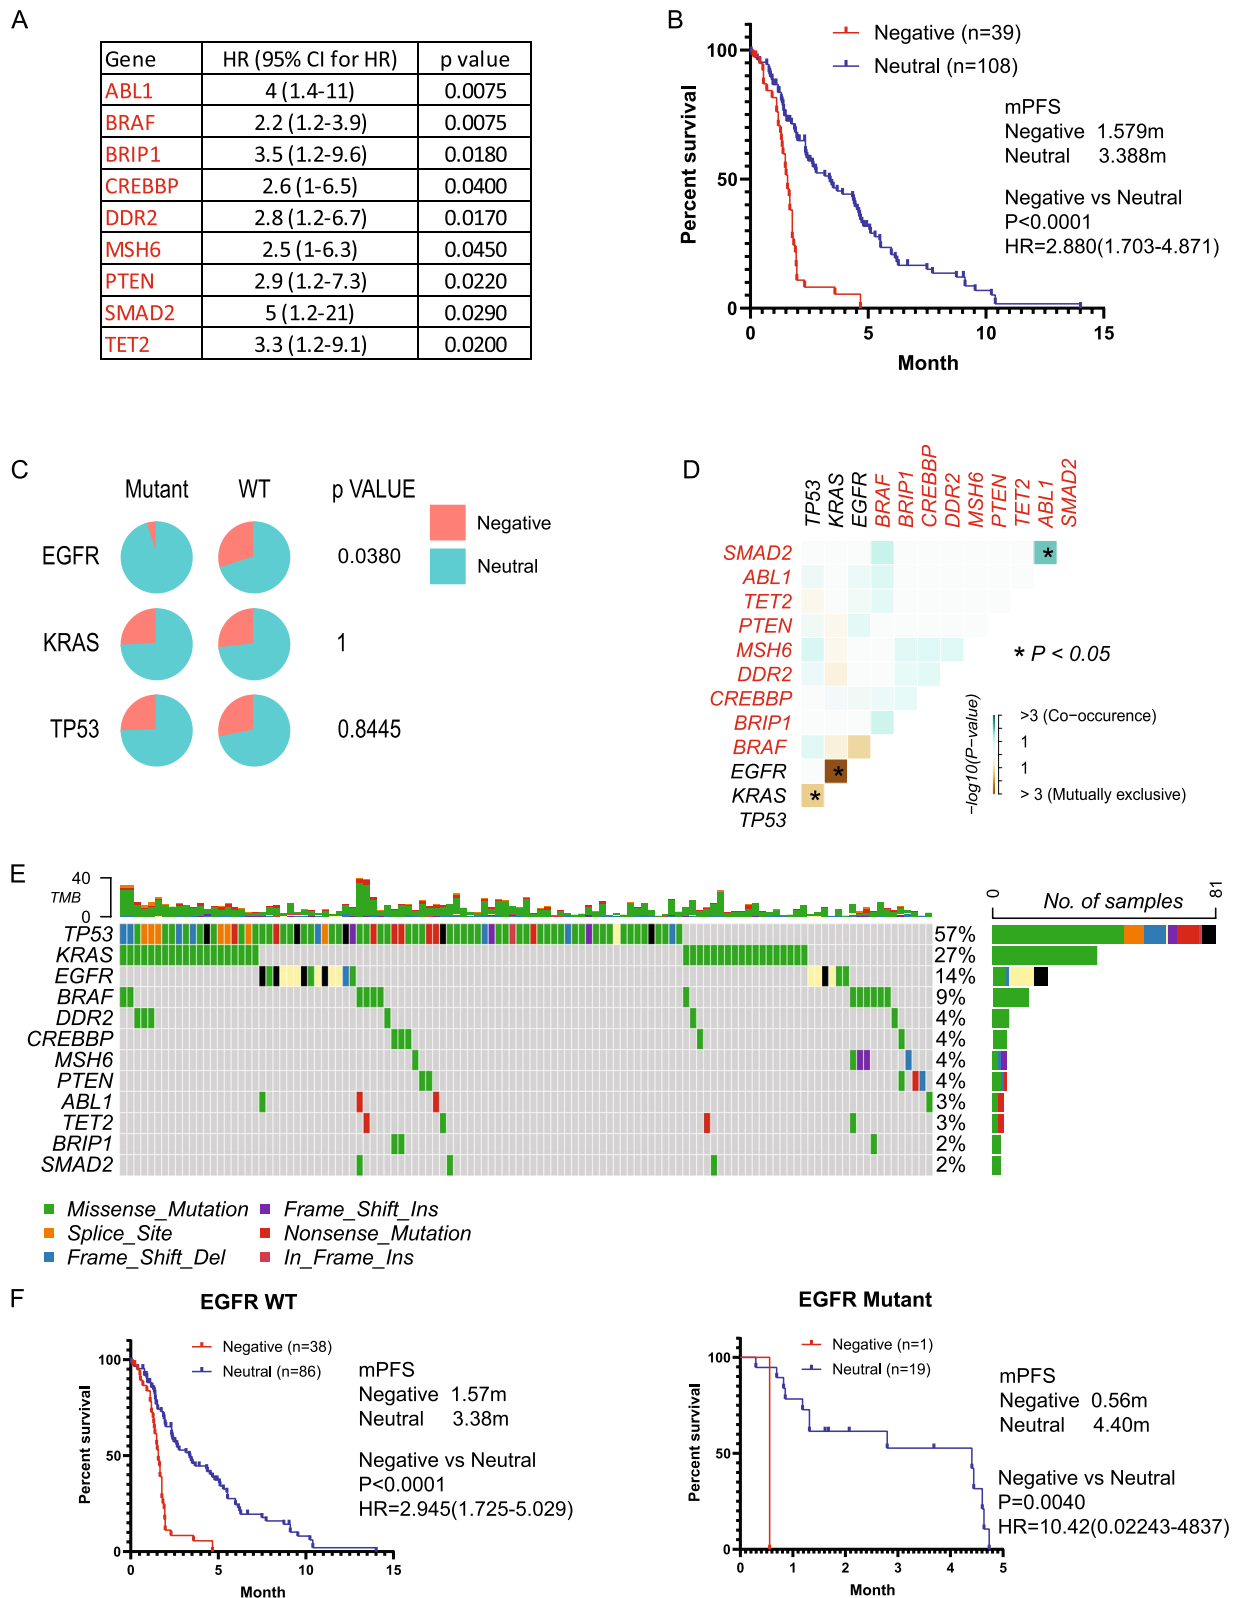 A
Gene HR (95% CI for HR) p value
ABL1 4 (1.4-11) 0.0075
BRAF 2.2 (1.2-3.9) 0.0075
BRIP1 3.5 (1.2-9.6) 0.0180
CREBBP 2.6 (1-6.5) 0.0400
DDR2 2.8 (1.2-6.7) 0.0170
MSH6 2.5 (1-6.3) 0.0450
PTEN 2.9 (1.2-7.3) 0.0220
SMAD2 5 (1.2-21) 0.0290
TET2 3.3 (1.2-9.1) 0.0200
B
Negative (n=39)
Neutral (n=108)
mPFS
Negative 1.579m
Neutral 3.388m
Negative vs Neutral
P<0.0001
HR=2.880(1.703-4.871)
Percent survival
100
50
0
0 5 10 15
Month
C
Mutant WT p VALUE
Negative
Neutral
EGFR 0.0380
KRAS 1
TP53 0.8445
D
TP53 KRAS EGFR BRAF BRIP1 CREBBP DDR2 MSH6 PTEN TET2 ABL1 SMAD2
SMAD2 *
ABL1
TET2
PTEN
MSH6
DDR2
CREBBP
BRIP1
BRAF
EGFR *
KRAS *
TP53
* P < 0.05
−log10(P−value)
>3 (Co−occurence)
1
1
> 3 (Mutually exclusive)
E
TMB
40
0
0 81
No. of samples
TP53 57%
KRAS 27%
EGFR 14%
BRAF 9%
DDR2 4%
CREBBP 4%
MSH6 4%
PTEN 4%
ABL1 3%
TET2 3%
BRIP1 2%
SMAD2 2%
Missense_Mutation Frame_Shift_Ins
Splice_Site Nonsense_Mutation
Frame_Shift_Del In_Frame_Ins
F
EGFR WT
Negative (n=38)
Neutral (n=86)
mPFS
Negative 1.57m
Neutral 3.38m
Negative vs Neutral
P<0.0001
HR=2.945(1.725-5.029)
Percent survival
100
50
0
0 5 10 15
Month
EGFR Mutant
Negative (n=1)
Neutral (n=19)
mPFS
Negative 0.56m
Neutral 4.40m
Negative vs Neutral
P=0.0040
HR=10.42(0.02243-4837)
Percent survival
100
50
0
0 1 2 3 4 5
Month